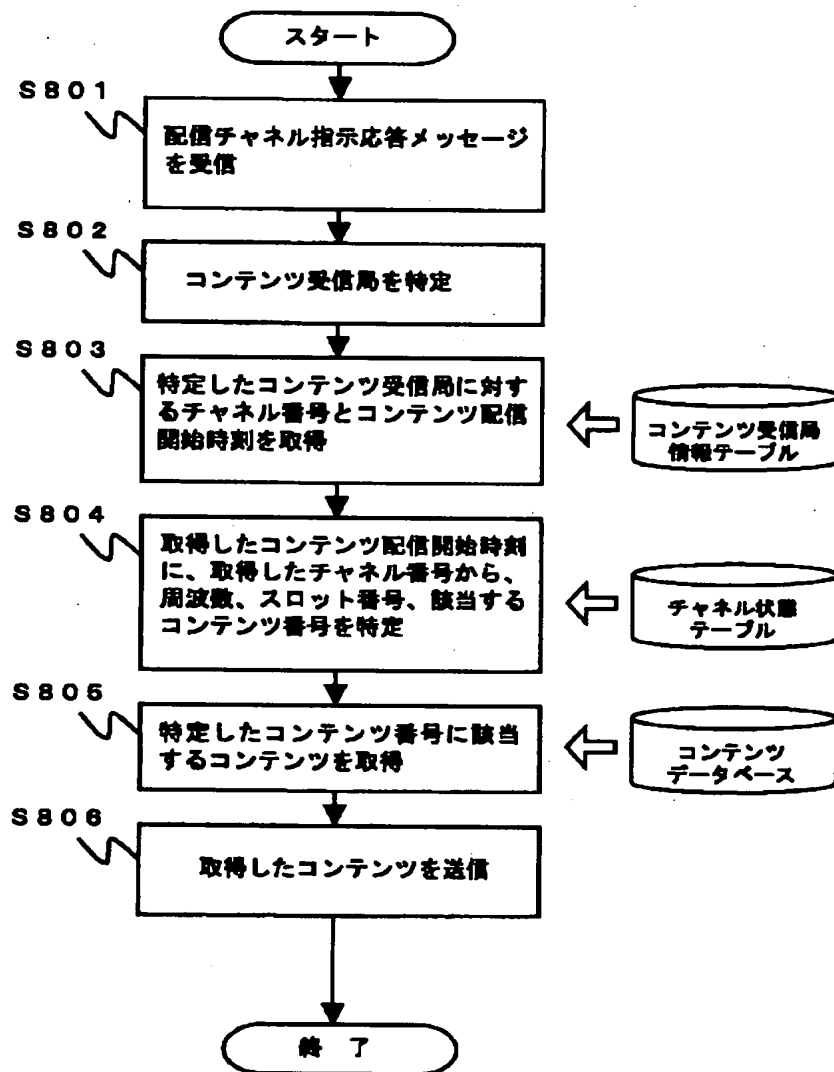 スタート
S801
配信チャネル指示応答メッセージ
を受信
S802
コンテンツ受信局を特定
S803
特定したコンテンツ受信局に対す
るチャネル番号とコンテンツ配信
開始時刻を取得
コンテンツ受信局
情報テーブル
S804
取得したコンテンツ配信開始時刻
に、取得したチャネル番号から、
周波数、スロット番号、該当する
コンテンツ番号を特定
チャネル状態
テーブル
S805
特定したコンテンツ番号に該当
するコンテンツを取得
コンテンツ
データベース
S806
取得したコンテンツを送信
終 了